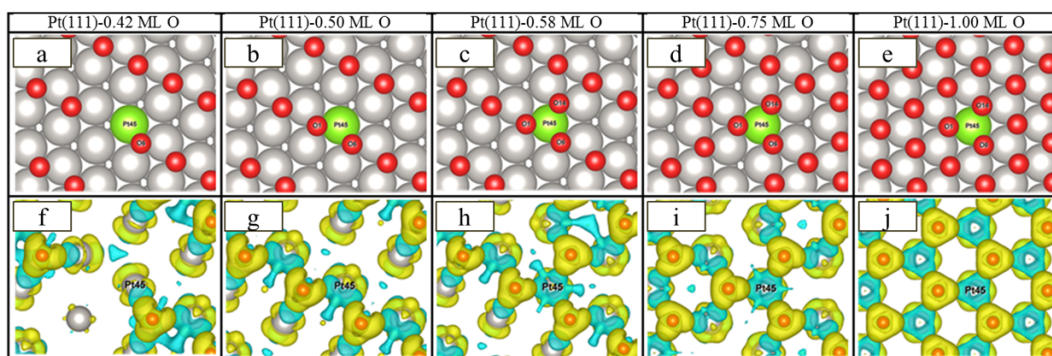 Pt(111)-0.42 ML O
Pt(111)-0.50 ML O
Pt(111)-0.58 ML O
Pt(111)-0.75 ML O
Pt(111)-1.00 ML O
a
b
c
d
e
Pt45
Pt45
Pt45
Pt45
Pt45
f
g
h
i
j
Pt45
Pt45
Pt45
Pt45
Pt45